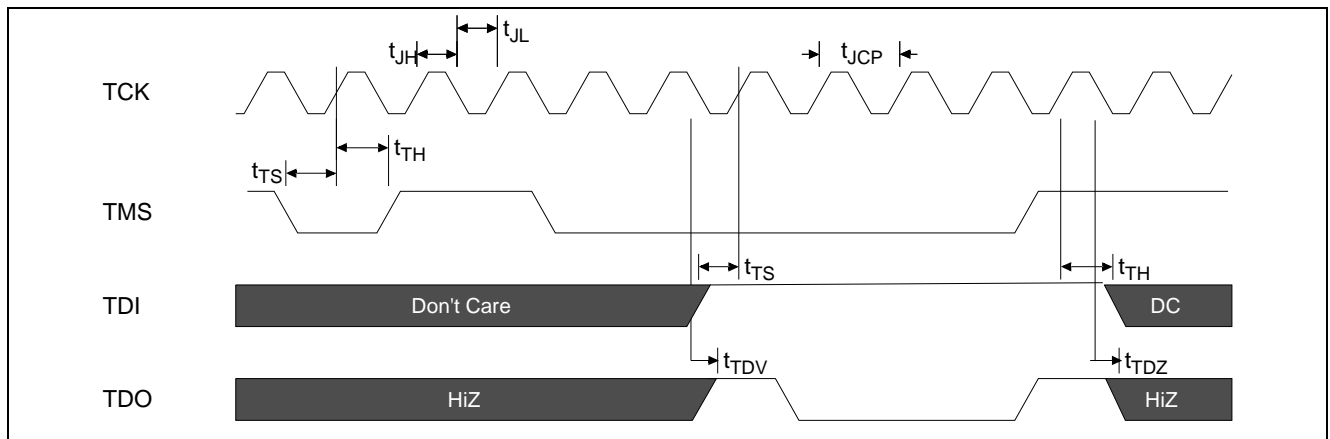 tJL
tJH
tJCP
TCK
tTH
tTS
TMS
tTS
tTH
TDI
Don't Care
DC
tTDV
tTDZ
TDO
HiZ
HiZ